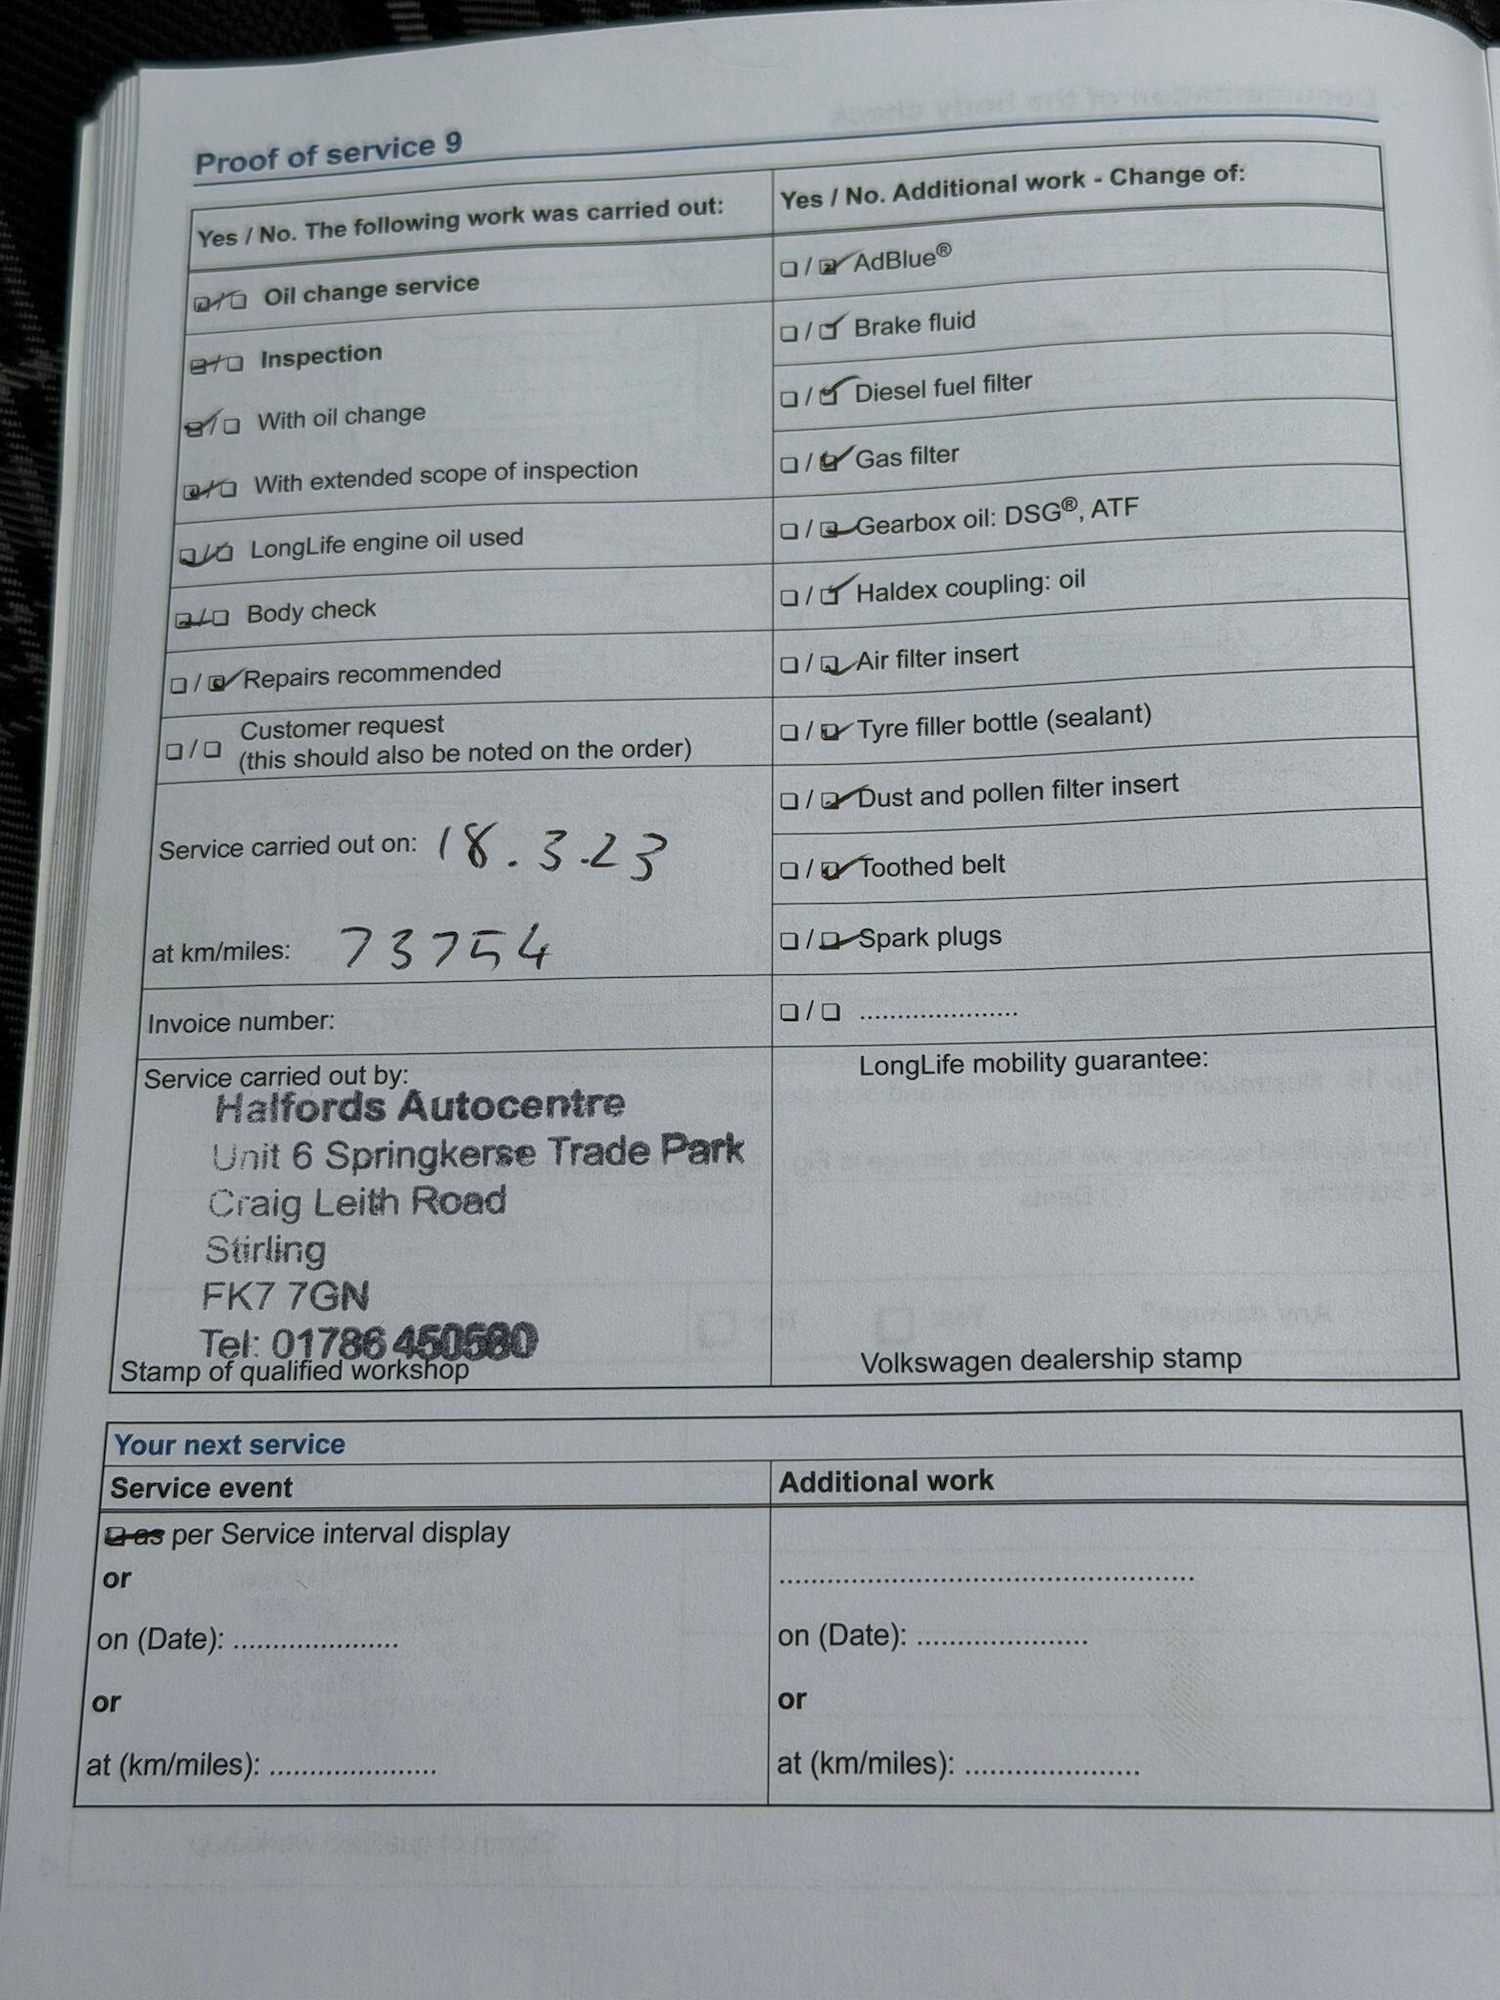 Proof of service 9
Yes / No. The following work was carried out:
☑/☐ Oil change service
☑/☐ Inspection
☑/☐ With oil change
☑/☐ With extended scope of inspection
☑/☐ LongLife engine oil used
☑/☐ Body check
☐/☑ Repairs recommended
☐/☐ Customer request
(this should also be noted on the order)
Service carried out on: 18.3.23
at km/miles: 73754
Invoice number:
Service carried out by:
Halfords Autocentre
Unit 6 Springkerse Trade Park
Craig Leith Road
Stirling
FK7 7GN
Tel: 01786 450580
Stamp of qualified workshop
Yes / No. Additional work - Change of:
☐/☑ AdBlue®
☐/☑ Brake fluid
☐/☑ Diesel fuel filter
☐/☑ Gas filter
☐/☑ Gearbox oil: DSG®, ATF
☐/☑ Haldex coupling: oil
☐/☑ Air filter insert
☐/☑ Tyre filler bottle (sealant)
☐/☑ Dust and pollen filter insert
☐/☑ Toothed belt
☐/☑ Spark plugs
☐/☐ ....................
LongLife mobility guarantee:
Volkswagen dealership stamp
Your next service
Service event
☑ as per Service interval display
or
on (Date): .....................
or
at (km/miles): .....................
Additional work
....................................................
on (Date): .....................
or
at (km/miles): .....................